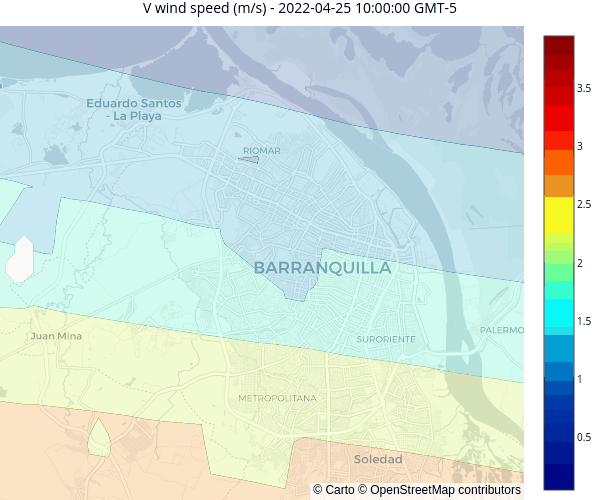 V wind speed (m/s) - 2022-04-25 10:00:00 GMT-5
3.5
3
2.5
2
1.5
1
0.5
Eduardo Santos
- La Playa
RIOMAR
BARRANQUILLA
Juan Mina
SURORIENTE
PALERMO
METROPOLITANA
Soledad
© Carto © OpenStreetMap contributors